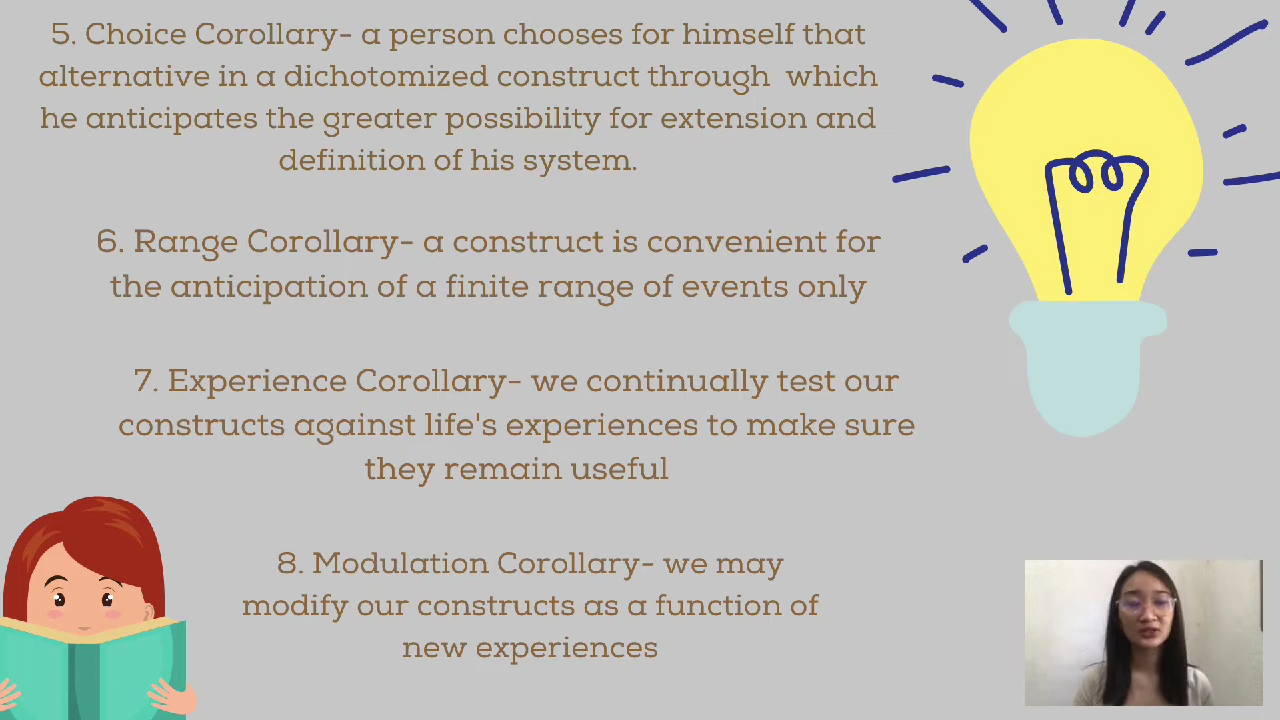 5. Choice Corollary- a person chooses for himself that
alternative in a dichotomized construct through which
he anticipates the greater possibility for extension and
definition of his system.
6. Range Corollary- a construct is convenient for
the anticipation of a finite range of events only
7. Experience Corollary- we continually test our
constructs against life's experiences to make sure
they remain useful
8. Modulation Corollary- we may
modify our constructs as a function of
new experiences